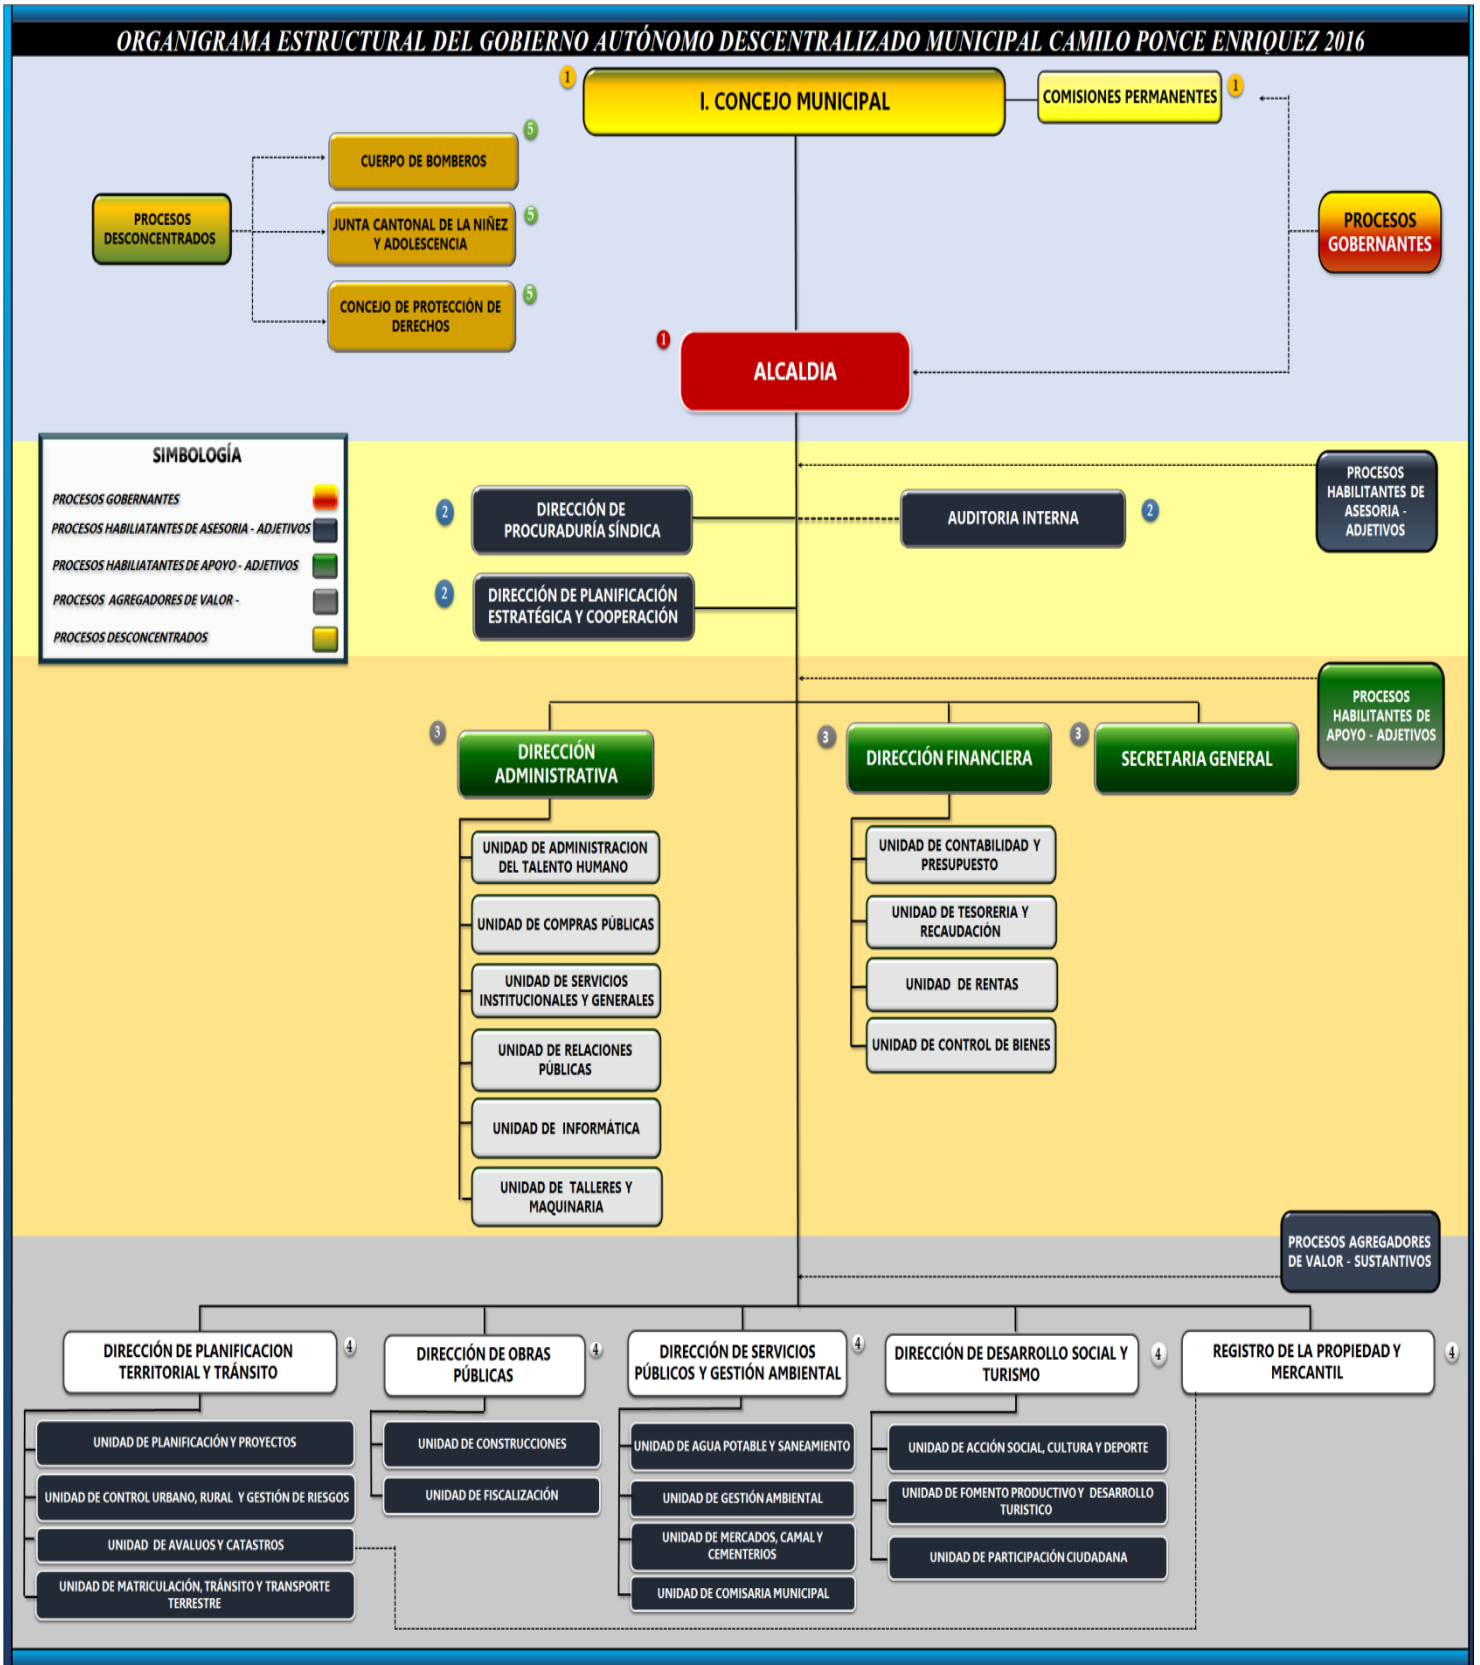 ORGANIGRAMA ESTRUCTURAL DEL GOBIERNO AUTÓNOMO DESCENTRALIZADO MUNICIPAL CAMILO PONCE ENRIQUEZ 2016
1
I. CONCEJO MUNICIPAL
COMISIONES PERMANENTES
1
5
CUERPO DE BOMBEROS
PROCESOS
DESCONCENTRADOS
5
JUNTA CANTONAL DE LA NIÑEZ
Y ADOLESCENCIA
PROCESOS
GOBERNANTES
5
CONCEJO DE PROTECCIÓN DE
DERECHOS
1
ALCALDIA
SIMBOLOGÍA
PROCESOS GOBERNANTES
PROCESOS HABILIATANTES DE ASESORIA - ADJETIVOS
PROCESOS HABILIATANTES DE APOYO - ADJETIVOS
PROCESOS AGREGADORES DE VALOR -
PROCESOS DESCONCENTRADOS
PROCESOS
HABILITANTES DE
ASESORIA -
ADJETIVOS
2
DIRECCIÓN DE
PROCURADURÍA SÍNDICA
AUDITORIA INTERNA
2
2
DIRECCIÓN DE PLANIFICACIÓN
ESTRATÉGICA Y COOPERACIÓN
PROCESOS
HABILITANTES DE
APOYO - ADJETIVOS
3
DIRECCIÓN
ADMINISTRATIVA
3
DIRECCIÓN FINANCIERA
3
SECRETARIA GENERAL
UNIDAD DE ADMINISTRACION
DEL TALENTO HUMANO
UNIDAD DE COMPRAS PÚBLICAS
UNIDAD DE SERVICIOS
INSTITUCIONALES Y GENERALES
UNIDAD DE RELACIONES
PÚBLICAS
UNIDAD DE INFORMÁTICA
UNIDAD DE TALLERES Y
MAQUINARIA
UNIDAD DE CONTABILIDAD Y
PRESUPUESTO
UNIDAD DE TESORERIA Y
RECAUDACIÓN
UNIDAD DE RENTAS
UNIDAD DE CONTROL DE BIENES
PROCESOS AGREGADORES
DE VALOR - SUSTANTIVOS
DIRECCIÓN DE PLANIFICACION
TERRITORIAL Y TRÁNSITO
4
UNIDAD DE PLANIFICACIÓN Y PROYECTOS
UNIDAD DE CONTROL URBANO, RURAL Y GESTIÓN DE RIESGOS
UNIDAD DE AVALUOS Y CATASTROS
UNIDAD DE MATRICULACIÓN, TRÁNSITO Y TRANSPORTE
TERRESTRE
DIRECCIÓN DE OBRAS
PÚBLICAS
4
UNIDAD DE CONSTRUCCIONES
UNIDAD DE FISCALIZACIÓN
DIRECCIÓN DE SERVICIOS
PÚBLICOS Y GESTIÓN AMBIENTAL
4
UNIDAD DE AGUA POTABLE Y SANEAMIENTO
UNIDAD DE GESTIÓN AMBIENTAL
UNIDAD DE MERCADOS, CAMAL Y
CEMENTERIOS
UNIDAD DE COMISARIA MUNICIPAL
DIRECCIÓN DE DESARROLLO SOCIAL Y
TURISMO
4
UNIDAD DE ACCIÓN SOCIAL, CULTURA Y DEPORTE
UNIDAD DE FOMENTO PRODUCTIVO Y DESARROLLO
TURISTICO
UNIDAD DE PARTICIPACIÓN CIUDADANA
REGISTRO DE LA PROPIEDAD Y
MERCANTIL
4